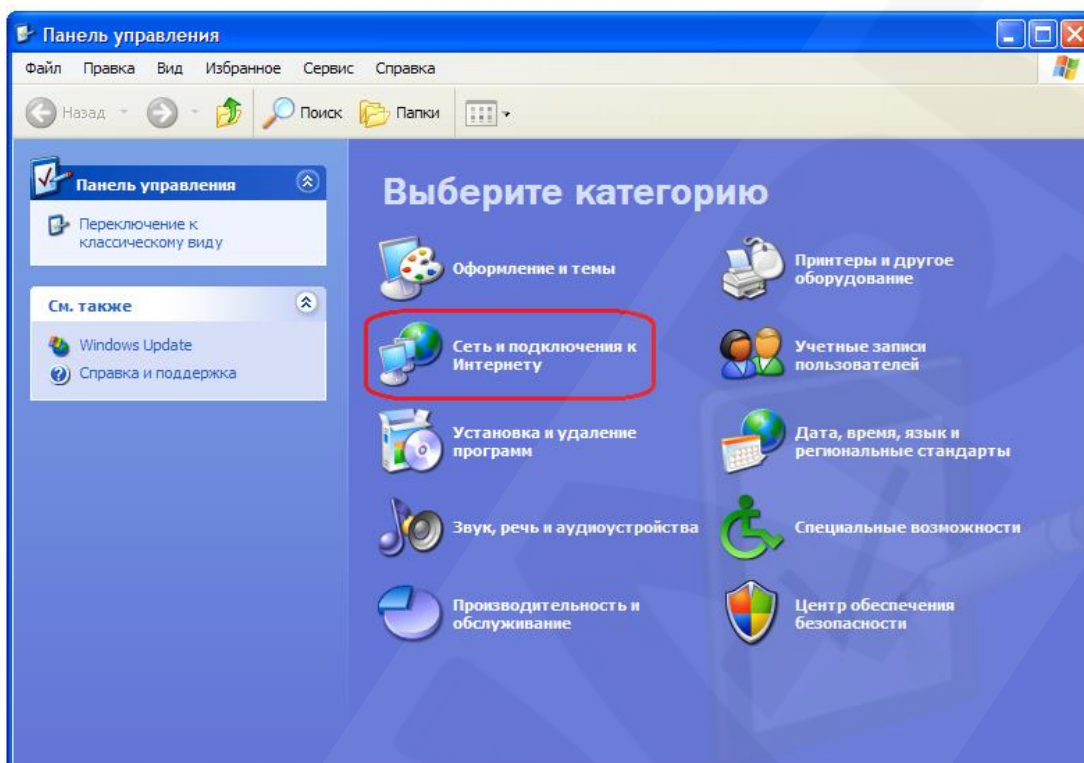 Панель управления
Файл Правка Вид Избранное Сервис Справка
Назад Поиск Папки
Панель управления
Переключение к
классическому виду
См. также
Windows Update
Справка и поддержка
Выберите категорию
Оформление и темы
Принтеры и другое
оборудование
Сеть и подключения к
Интернету
Учетные записи
пользователей
Установка и удаление
программ
Дата, время, язык и
региональные стандарты
Звук, речь и аудиоустройства
Специальные возможности
Производительность и
обслуживание
Центр обеспечения
безопасности